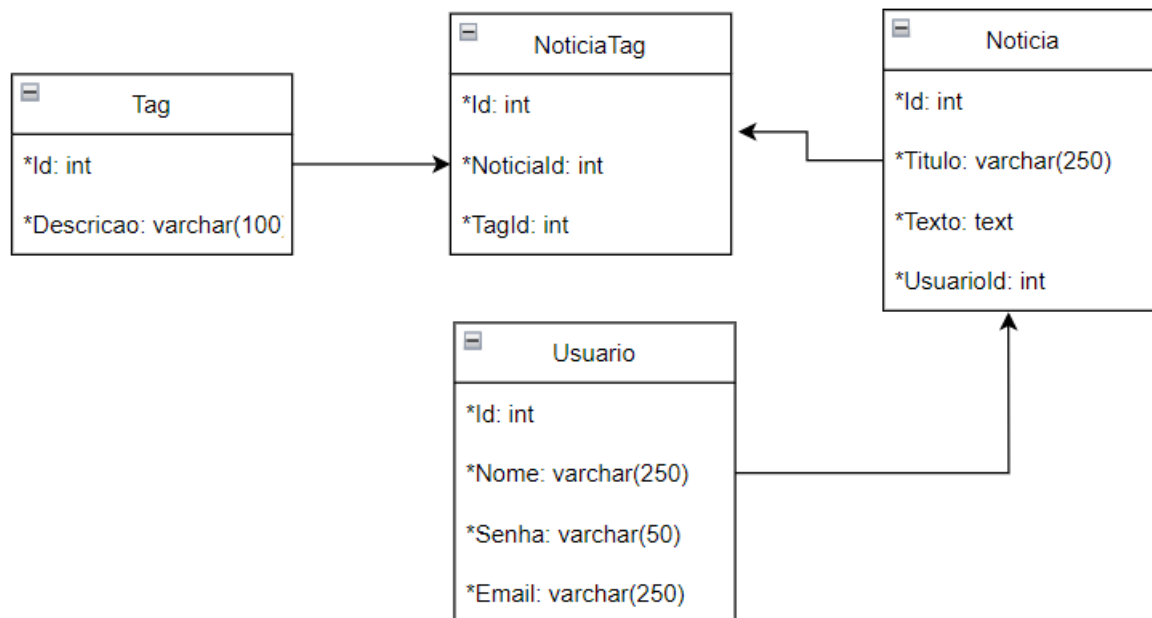 Tag
*Id: int
*Descricao: varchar(100)
NoticiaTag
*Id: int
*NoticiaId: int
*TagId: int
Noticia
*Id: int
*Titulo: varchar(250)
*Texto: text
*UsuarioId: int
Usuario
*Id: int
*Nome: varchar(250)
*Senha: varchar(50)
*Email: varchar(250)